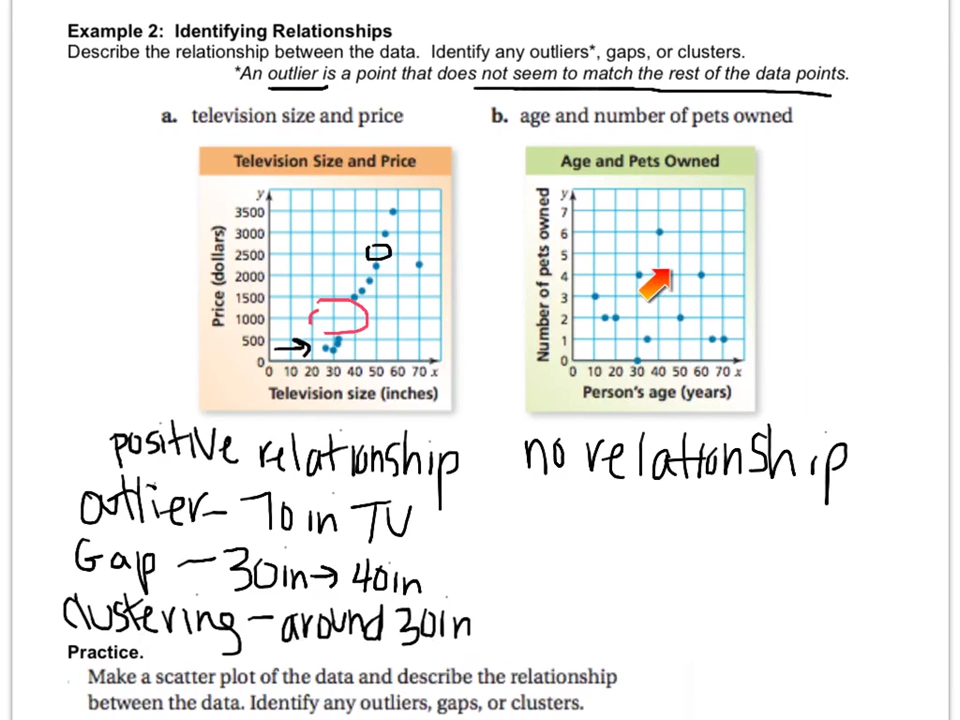 Example 2: Identifying Relationships
Describe the relationship between the data. Identify any outliers*, gaps, or clusters.
*An outlier is a point that does not seem to match the rest of the data points.
a. television size and price
b. age and number of pets owned
Television Size and Price
Price (dollars)
y
3500
3000
2500
2000
1500
1000
500
0
0 10 20 30 40 50 60 70 x
Television size (inches)
Age and Pets Owned
Number of pets owned
y
7
6
5
4
3
2
1
0
0 10 20 30 40 50 60 70 x
Person's age (years)
positive relationship
outlier - 70 in TV
Gap - 30in → 40in
Clustering - around 30in
no relationship
Practice.
Make a scatter plot of the data and describe the relationship
between the data. Identify any outliers, gaps, or clusters.